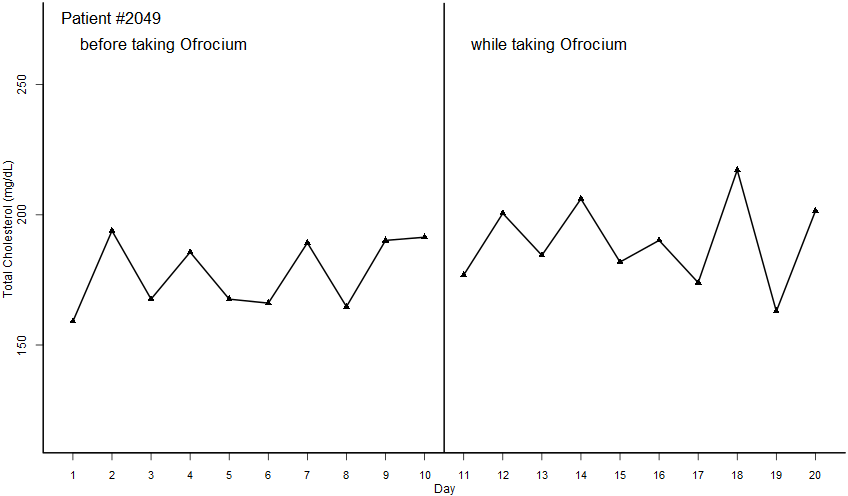 Patient #2049
before taking Ofrocium
while taking Ofrocium
Total Cholesterol (mg/dL)
250
200
150
1 2 3 4 5 6 7 8 9 10 11 12 13 14 15 16 17 18 19 20
Day